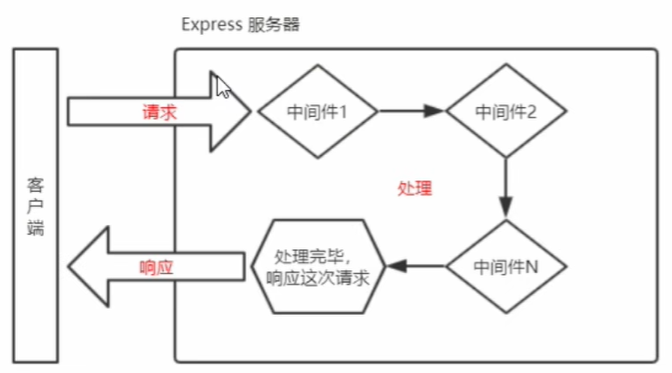 Express 服务器
客户端
请求
中间件1
中间件2
处理
响应
处理完毕，
响应这次请求
中间件N